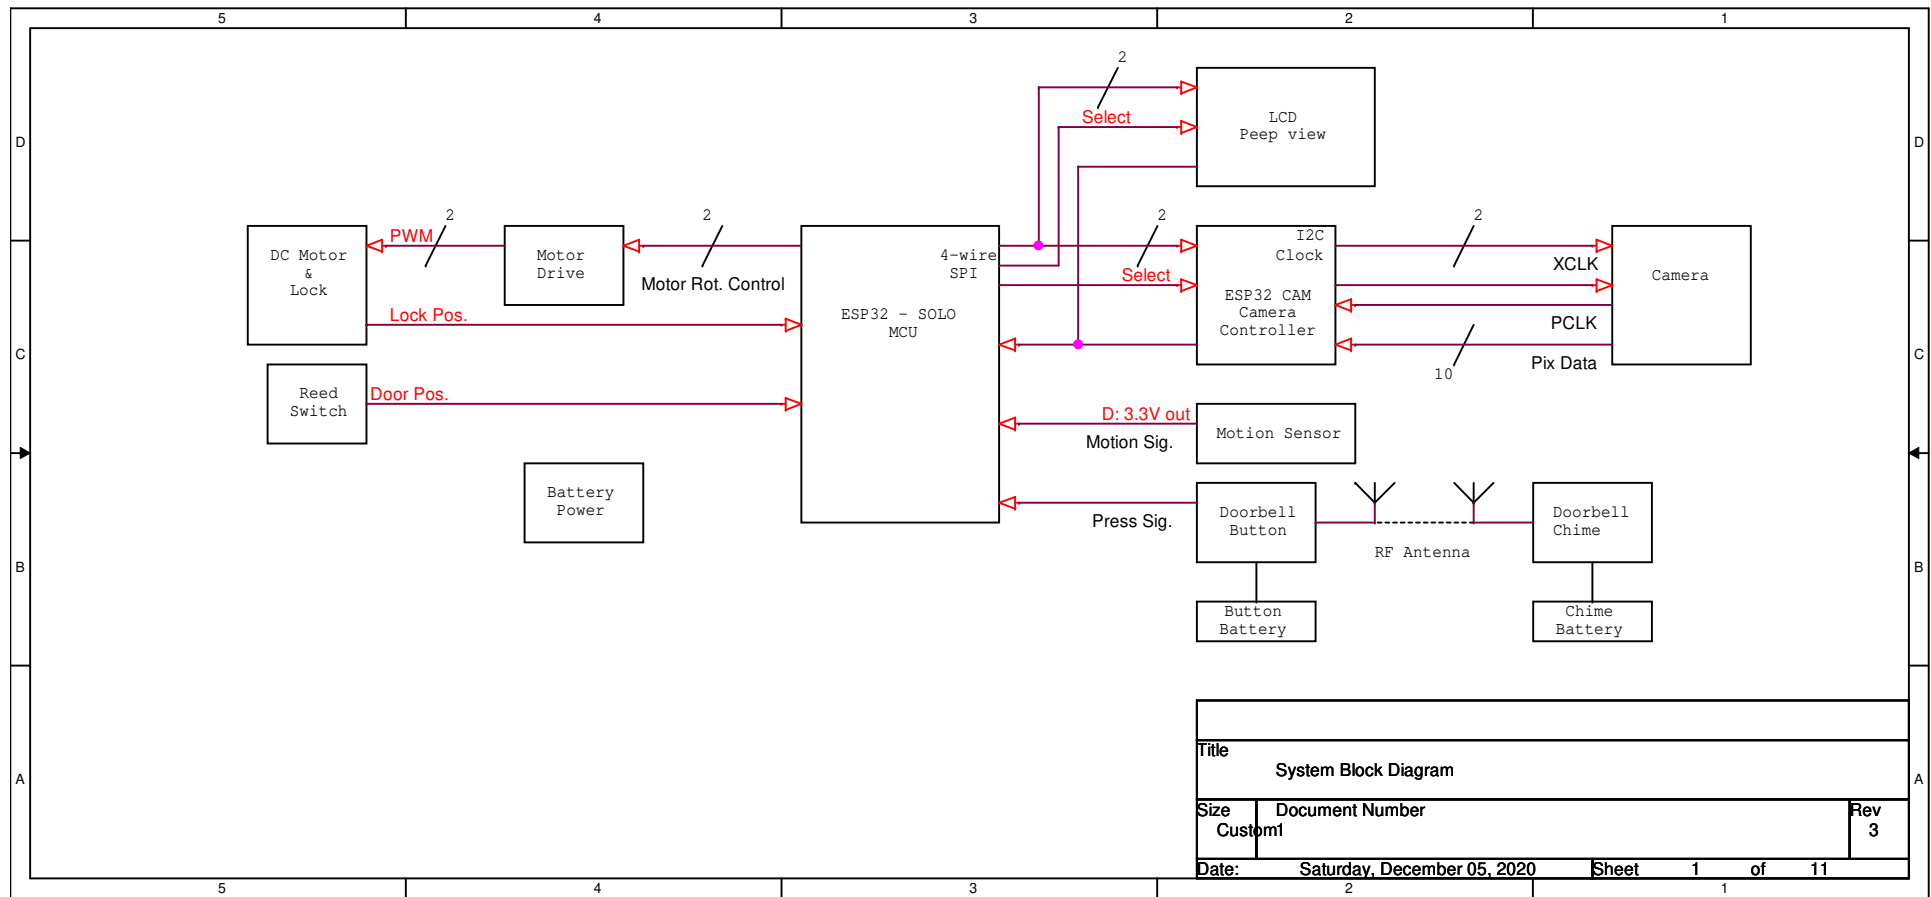 5 4 3 2 1
D
D
C
C
B
B
A
A
2
Select
LCD
Peep view
DC Motor
&
Lock
PWM
2
Motor
Drive
2
Motor Rot. Control
Lock Pos.
4-wire
SPI
ESP32 - SOLO
MCU
2
Select
I2C
Clock
ESP32 CAM
Camera
Controller
2
XCLK
PCLK
10
Pix Data
Camera
Reed
Switch
Door Pos.
D: 3.3V out
Motion Sig.
Motion Sensor
Battery
Power
Press Sig.
Doorbell
Button
RF Antenna
Doorbell
Chime
Button
Battery
Chime
Battery
Title
System Block Diagram
Size
Document Number
Rev
Custom
1
3
Date:
Saturday, December 05, 2020
Sheet
1 of 11
5 4 3 2 1